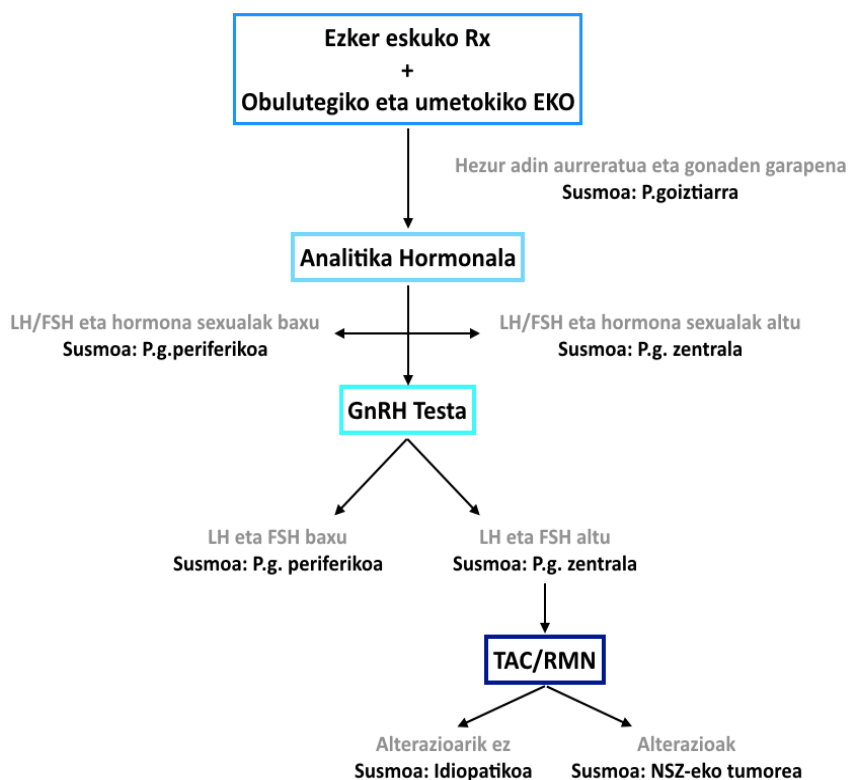 Ezker eskuko Rx
+
Obulutegiko eta umetokiko EKO
Hezur adin aurreratua eta gonaden garapena
Susmoa: P.goiztiarra
Analitika Hormonala
LH/FSH eta hormona sexualak baxu
Susmoa: P.g.periferikoa
LH/FSH eta hormona sexualak altu
Susmoa: P.g. zentrala
GnRH Testa
LH eta FSH baxu
Susmoa: P.g. periferikoa
LH eta FSH altu
Susmoa: P.g. zentrala
TAC/RMN
Alterazioarik ez
Susmoa: Idiopatikoa
Alterazioak
Susmoa: NSZ-eko tumorea